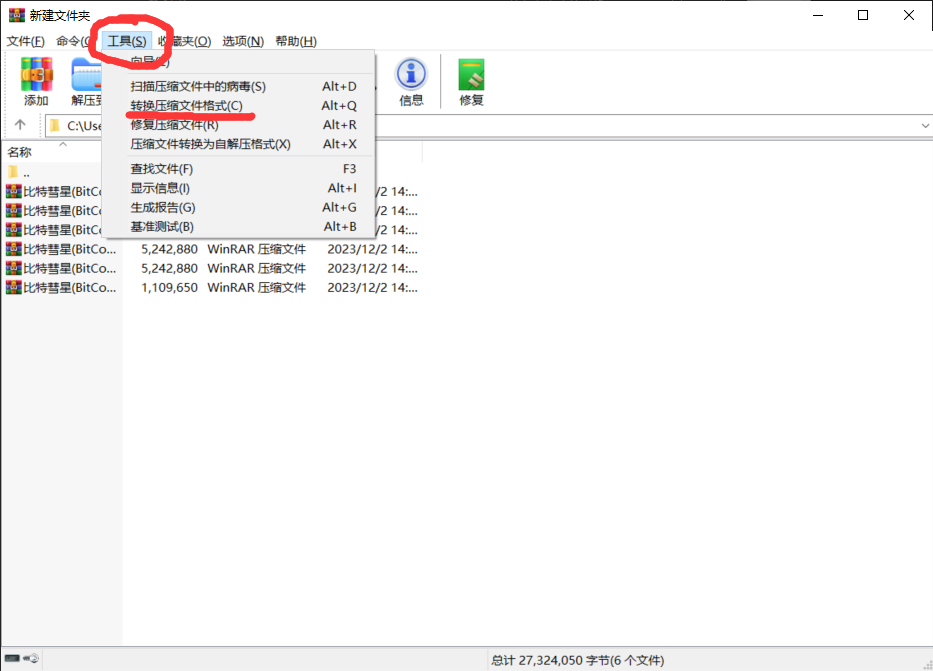 新建文件夹
文件(F) 命令( 工具(S) 收藏夹(O) 选项(N) 帮助(H)
添加 解压到 信息 修复
向导
扫描压缩文件中的病毒(S) Alt+D
转换压缩文件格式(C) Alt+Q
修复压缩文件(R) Alt+R
压缩文件转换为自解压格式(X) Alt+X
查找文件(F) F3
显示信息(I) Alt+I
生成报告(G) Alt+G
基准测试(B) Alt+B
C:\Use
名称
..
比特彗星(BitCo /2 14:...
比特彗星(BitCo /2 14:...
比特彗星(BitCo /2 14:...
比特彗星(BitCo... 5,242,880 WinRAR 压缩文件 2023/12/2 14:...
比特彗星(BitCo... 5,242,880 WinRAR 压缩文件 2023/12/2 14:...
比特彗星(BitCo... 1,109,650 WinRAR 压缩文件 2023/12/2 14:...
总计 27,324,050 字节(6 个文件)